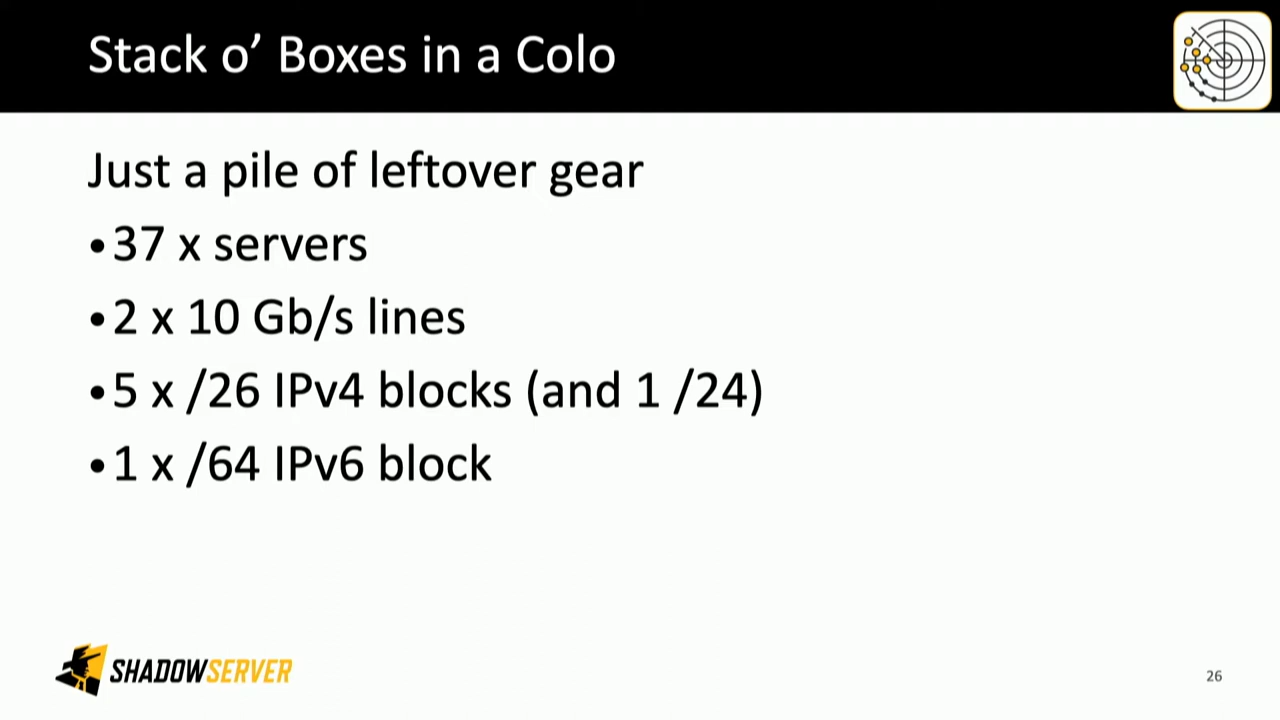 Stack o’ Boxes in a Colo
Just a pile of leftover gear
•37 x servers
•2 x 10 Gb/s lines
•5 x /26 IPv4 blocks (and 1 /24)
•1 x /64 IPv6 block
SHADOWSERVER
26